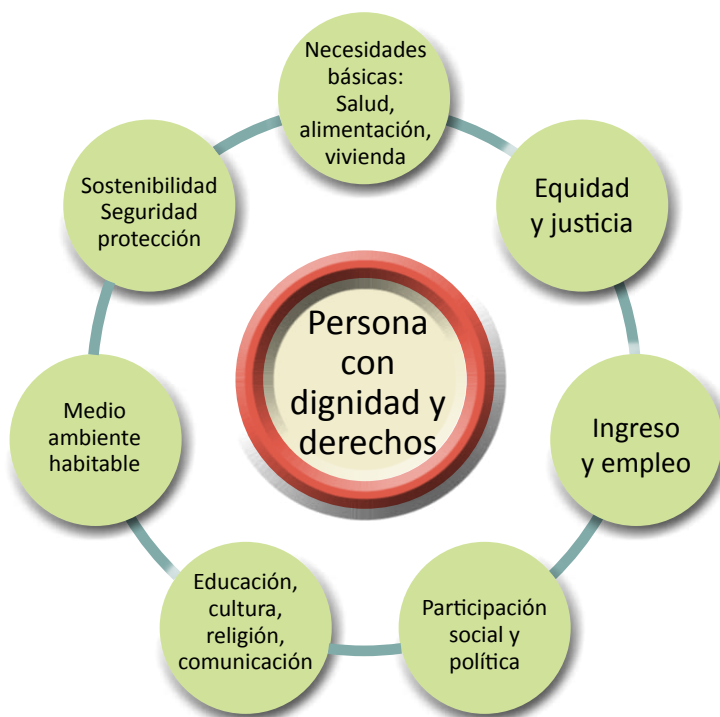 Necesidades
básicas:
Salud,
alimentación,
vivienda
Equidad
y justicia
Ingreso
y empleo
Participación
social y
política
Educación,
cultura,
religión,
comunicación
Medio
ambiente
habitable
Sostenibilidad
Seguridad
protección
Persona
con
dignidad y
derechos